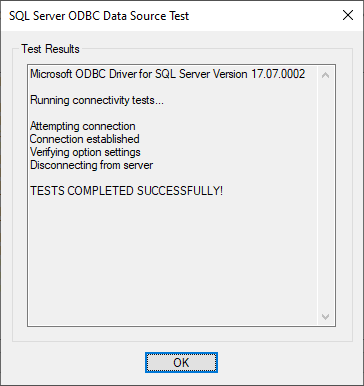 SQL Server ODBC Data Source Test
Test Results
Microsoft ODBC Driver for SQL Server Version 17.07.0002
Running connectivity tests...
Attempting connection
Connection established
Verifying option settings
Disconnecting from server
TESTS COMPLETED SUCCESSFULLY!
OK